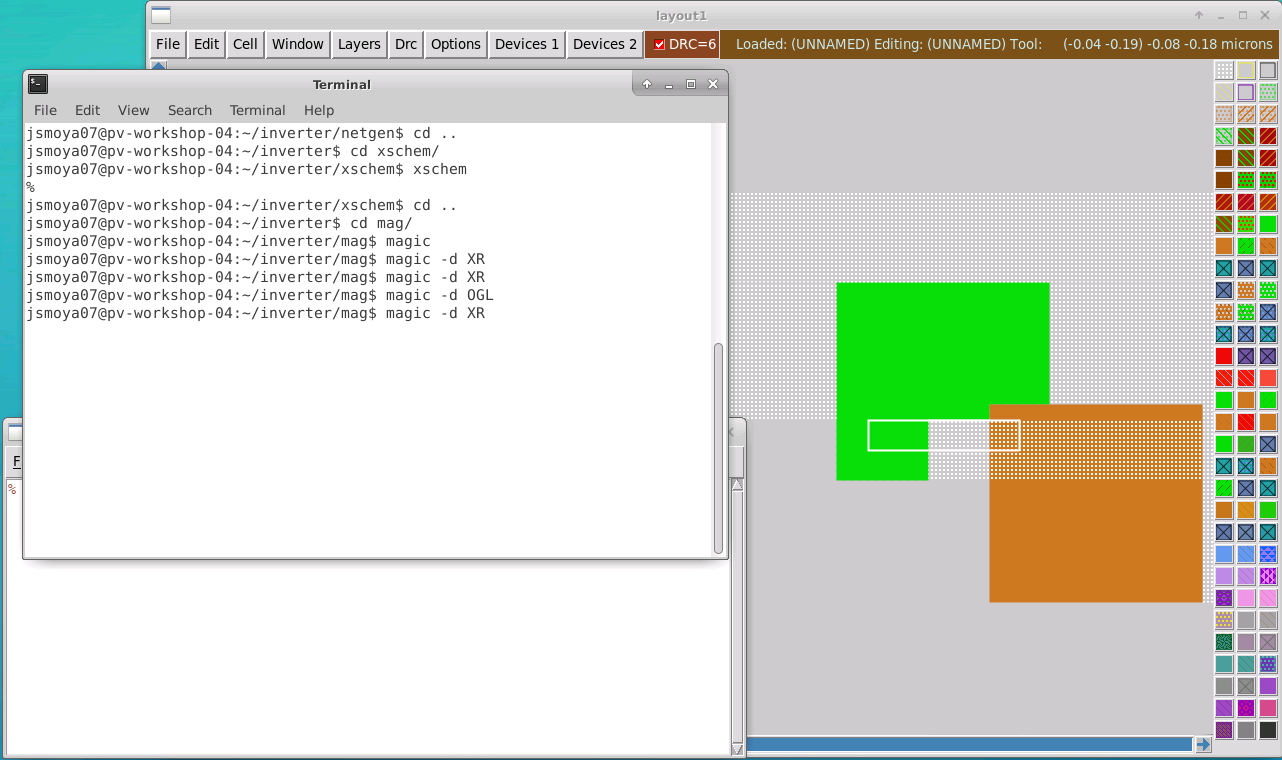 layout1
File Edit Cell Window Layers Drc Options Devices 1 Devices 2 DRC=6 Loaded: (UNNAMED) Editing: (UNNAMED) Tool: (-0.04 -0.19) -0.08 -0.18 microns
Terminal
File Edit View Search Terminal Help
jsmoya07@pv-workshop-04:~/inverter/netgen$ cd ..
jsmoya07@pv-workshop-04:~/inverter$ cd xschem/
jsmoya07@pv-workshop-04:~/inverter/xschem$ xschem
%
jsmoya07@pv-workshop-04:~/inverter/xschem$ cd ..
jsmoya07@pv-workshop-04:~/inverter$ cd mag/
jsmoya07@pv-workshop-04:~/inverter/mag$ magic
jsmoya07@pv-workshop-04:~/inverter/mag$ magic -d XR
jsmoya07@pv-workshop-04:~/inverter/mag$ magic -d XR
jsmoya07@pv-workshop-04:~/inverter/mag$ magic -d OGL
jsmoya07@pv-workshop-04:~/inverter/mag$ magic -d XR
F
%